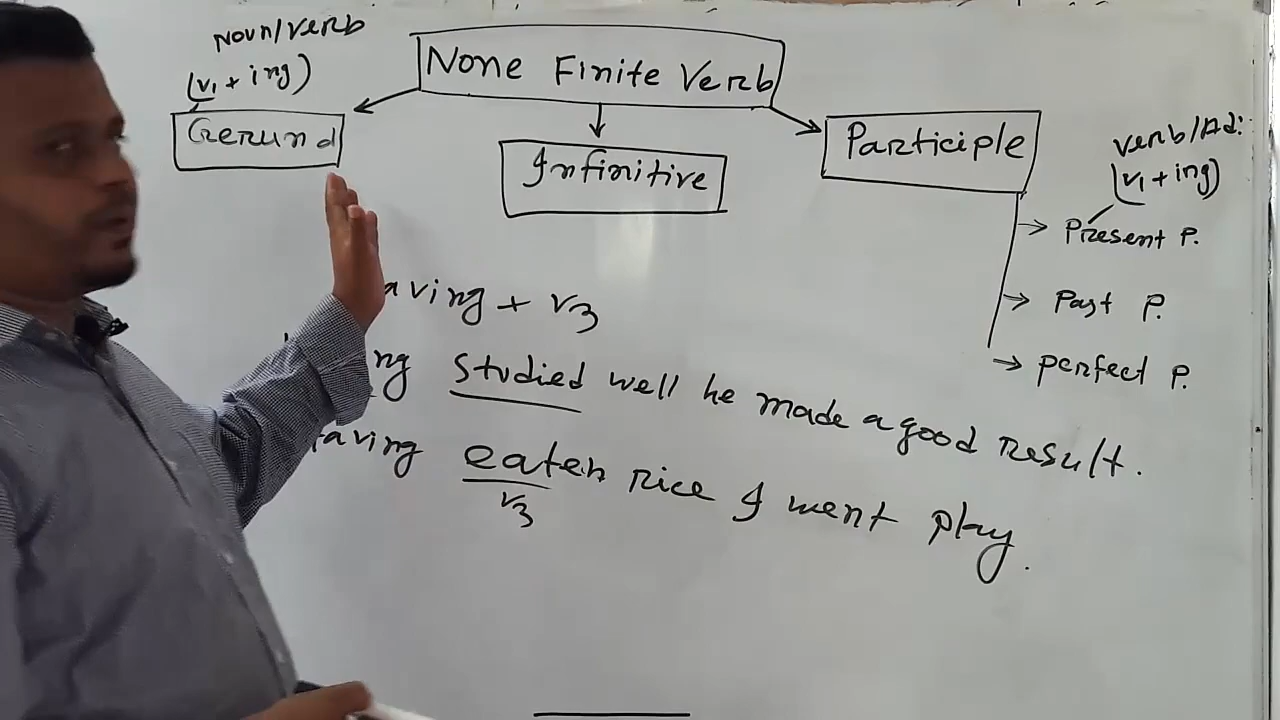 Noun/verb
(v1 + ing)
None Finite Verb
Gerund
Infinitive
Participle
verb/Adj:
(v1 + ing)
Present P.
Past P.
perfect P.
aving + v3
ng studied well he made a good result.
aving eaten rice I went play.
v3